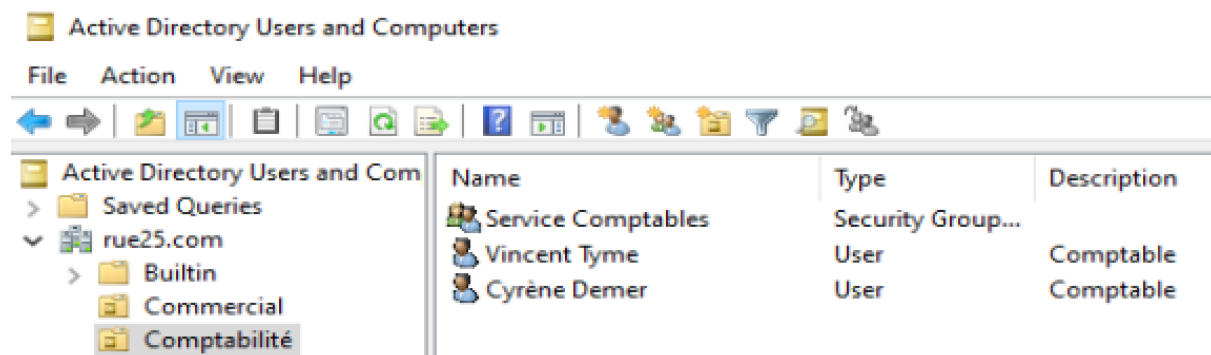 Active Directory Users and Computers
File Action View Help
Active Directory Users and Com
Saved Queries
rue25.com
Builtin
Commercial
Comptabilité
Name Type Description
Service Comptables Security Group...
Vincent Tyme User Comptable
Cyrène Demer User Comptable